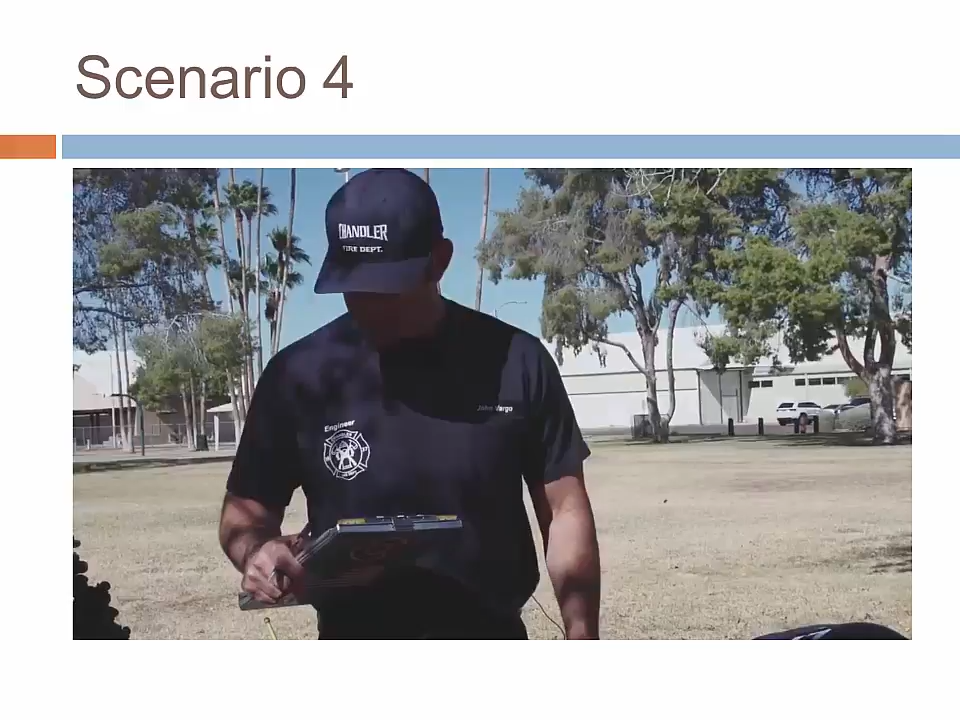 Scenario 4
CHANDLER
FIRE DEPT.
John Vargo
Engineer